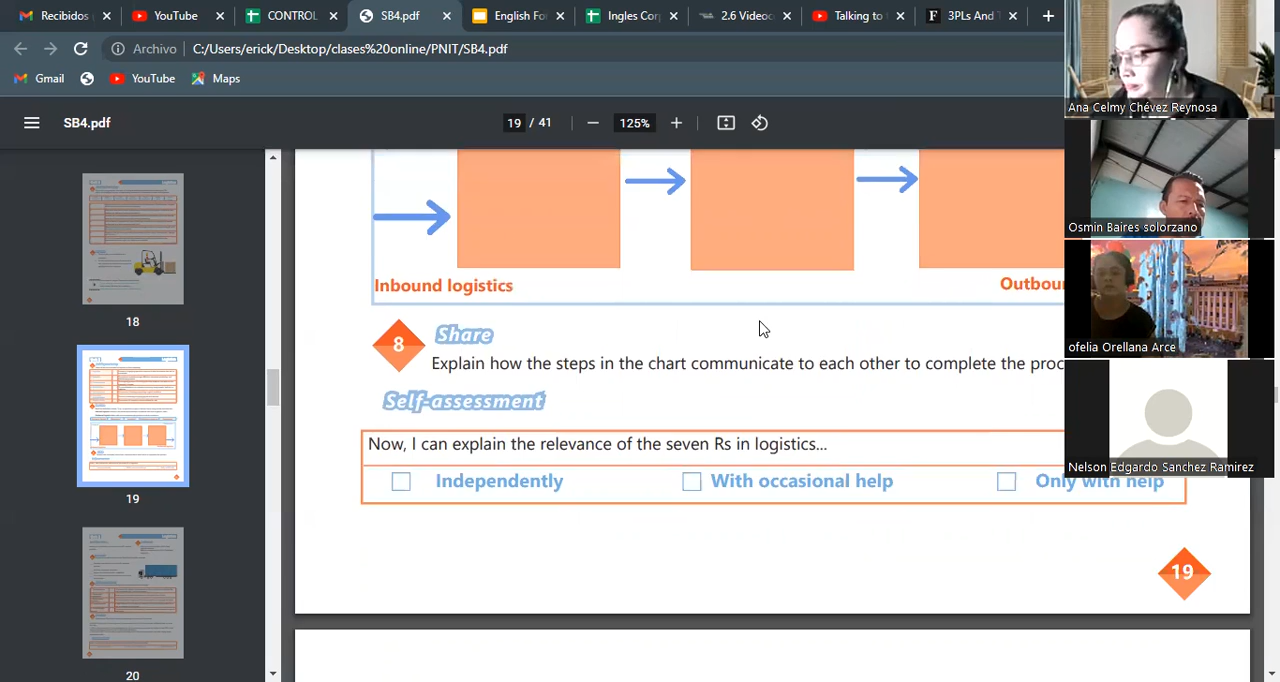 Recibidos
YouTube
CONTROL
SB4.pdf
English Fo
Ingles Cor
2.6 Videoc
Talking to
3PLs And T
Archivo
C:/Users/erick/Desktop/clases%20online/PNIT/SB4.pdf
Gmail
YouTube
Maps
SB4.pdf
19 / 41
125%
18
19
20
Inbound logistics
Outboun
8
Share
Explain how the steps in the chart communicate to each other to complete the proc
Self-assessment
Now, I can explain the relevance of the seven Rs in logistics...
Independently
With occasional help
Only with help
19
Ana Celmy Chévez Reynosa
Osmin Baires solorzano
ofelia Orellana Arce
Nelson Edgardo Sanchez Ramirez